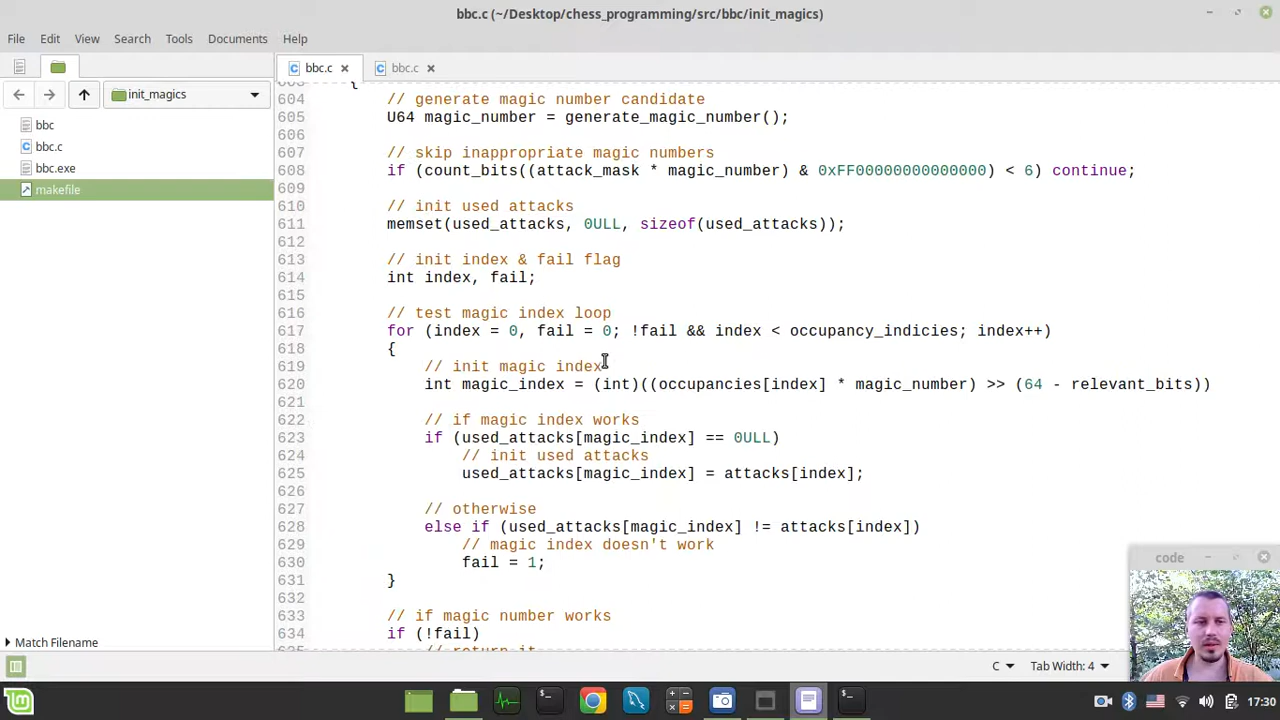 bbc.c (~/Desktop/chess_programming/src/bbc/init_magics)
File Edit View Search Tools Documents Help
bbc.c
bbc.c
init_magics
bbc
bbc.c
bbc.exe
makefile
603 {
604 // generate magic number candidate
605 U64 magic_number = generate_magic_number();
606
607 // skip inappropriate magic numbers
608 if (count_bits((attack_mask * magic_number) & 0xFF00000000000000) < 6) continue;
609
610 // init used attacks
611 memset(used_attacks, 0ULL, sizeof(used_attacks));
612
613 // init index & fail flag
614 int index, fail;
615
616 // test magic index loop
617 for (index = 0, fail = 0; !fail && index < occupancy_indicies; index++)
618 {
619 // init magic index
620 int magic_index = (int)((occupancies[index] * magic_number) >> (64 - relevant_bits))
621
622 // if magic index works
623 if (used_attacks[magic_index] == 0ULL)
624 // init used attacks
625 used_attacks[magic_index] = attacks[index];
626
627 // otherwise
628 else if (used_attacks[magic_index] != attacks[index])
629 // magic index doesn't work
630 fail = 1;
631 }
632
633 // if magic number works
634 if (!fail)
635 // return it
Match Filename
code
C Tab Width: 4
17:30